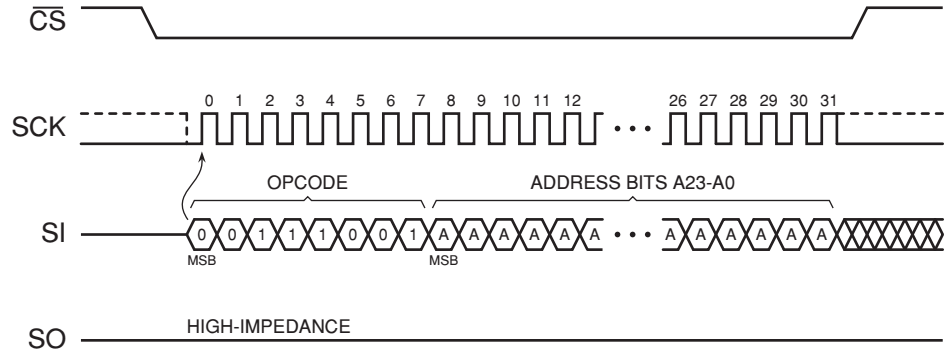 CS
0 1 2 3 4 5 6 7 8 9 10 11 12 26 27 28 29 30 31
SCK
OPCODE ADDRESS BITS A23-A0
SI 0 0 1 1 1 0 0 1 A A A A A A A A A A A A
MSB MSB
HIGH-IMPEDANCE
SO